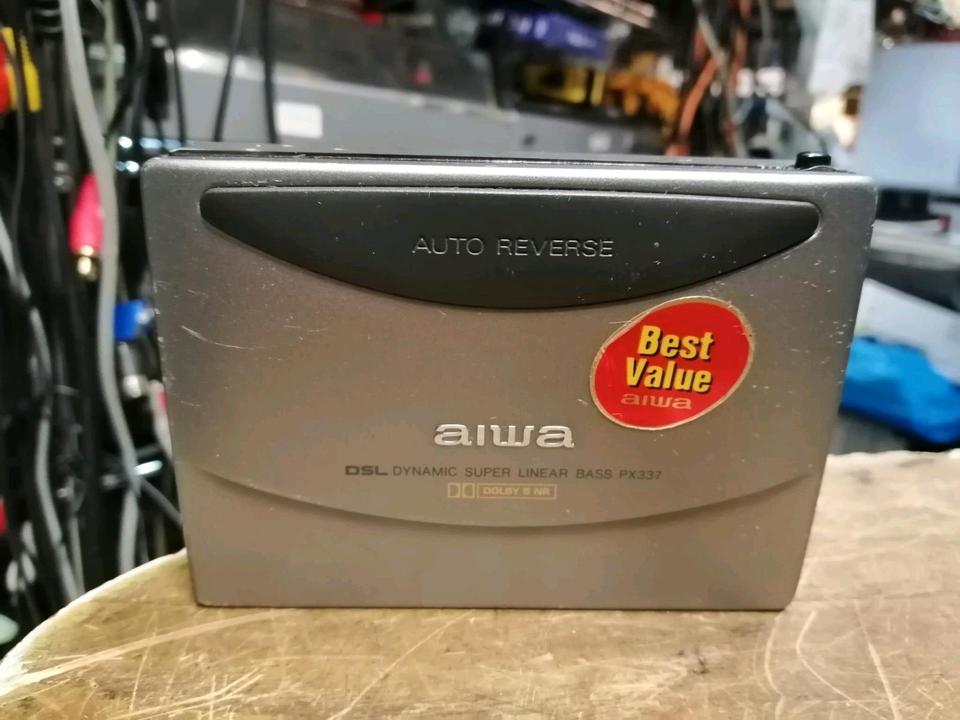 AUTO REVERSE
Best
Value
aiwa
aiwa
DSL DYNAMIC SUPER LINEAR BASS PX337
DOLBY B NR